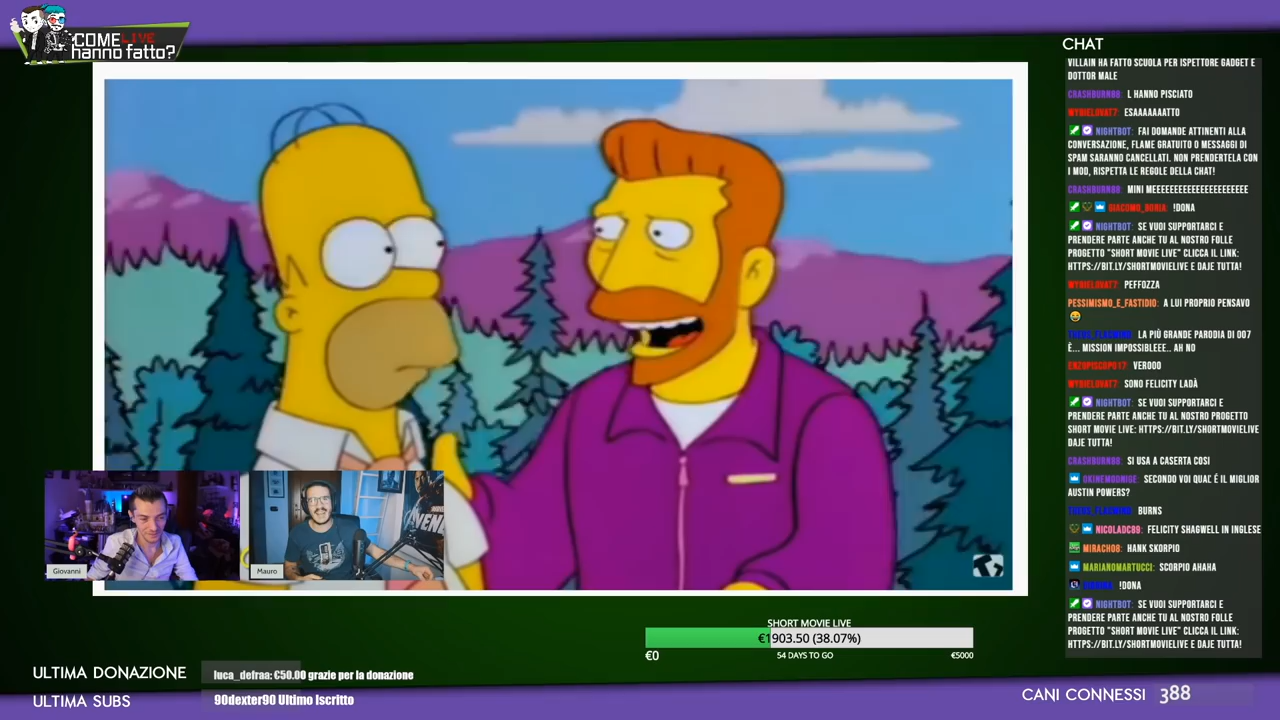 COME LIVE
hanno fatto?
CHAT
VILLAIN HA FATTO SCUOLA PER ISPETTORE GADGET E
DOTTOR MALE
CRASHBURN88: L HANNO PISCIATO
WYBIELOVAT7: ESAAAAAATTO
NIGHTBOT: FAI DOMANDE ATTINENTI ALLA
CONVERSAZIONE, FLAME GRATUITO O MESSAGGI DI
SPAM SARANNO CANCELLATI. NON PRENDERTELA CON
I MOD, RISPETTA LE REGOLE DELLA CHAT!
CRASHBURN88: MINI MEEEEEEEEEEEEEEEEEEEEE
GIACOMO_DORIA: !DONA
NIGHTBOT: SE VUOI SUPPORTARCI E
PRENDERE PARTE ANCHE TU AL NOSTRO FOLLE
PROGETTO "SHORT MOVIE LIVE" CLICCA IL LINK:
HTTPS://BIT.LY/SHORTMOVIELIVE E DAJE TUTTA!
WYBIELOVAT7: PEFFOZZA
PESSIMISMO_E_FASTIDIO: A LUI PROPRIO PENSAVO
LA PIÙ GRANDE PARODIA DI 007
È... MISSION IMPOSSIBLEEE.. AH NO
ENZOPISCOPO17: VEROOO
WYBIELOVAT7: SONO FELICITY LADÀ
NIGHTBOT: SE VUOI SUPPORTARCI E
PRENDERE PARTE ANCHE TU AL NOSTRO PROGETTO
SHORT MOVIE LIVE: HTTPS://BIT.LY/SHORTMOVIELIVE
DAJE TUTTA!
CRASHBURN88: SI USA A CASERTA COSI
OKINEMODNIGE: SECONDO VOI QUAL È IL MIGLIOR
AUSTIN POWERS?
BURNS
NICOLADC89: FELICITY SHAGWELL IN INGLESE
MIRACH08: HANK SKORPIO
MARIANOMARTUCCI: SCORPIO AHAHA
!DONA
NIGHTBOT: SE VUOI SUPPORTARCI E
PRENDERE PARTE ANCHE TU AL NOSTRO FOLLE
PROGETTO "SHORT MOVIE LIVE" CLICCA IL LINK:
HTTPS://BIT.LY/SHORTMOVIELIVE E DAJE TUTTA!
Giovanni
Mauro
SHORT MOVIE LIVE
€1903.50 (38.07%)
€0
54 DAYS TO GO
€5000
ULTIMA DONAZIONE
luca_defraa: €50.00 grazie per la donazione
ULTIMA SUBS
90dexter90 Ultimo Iscritto
CANI CONNESSI 388